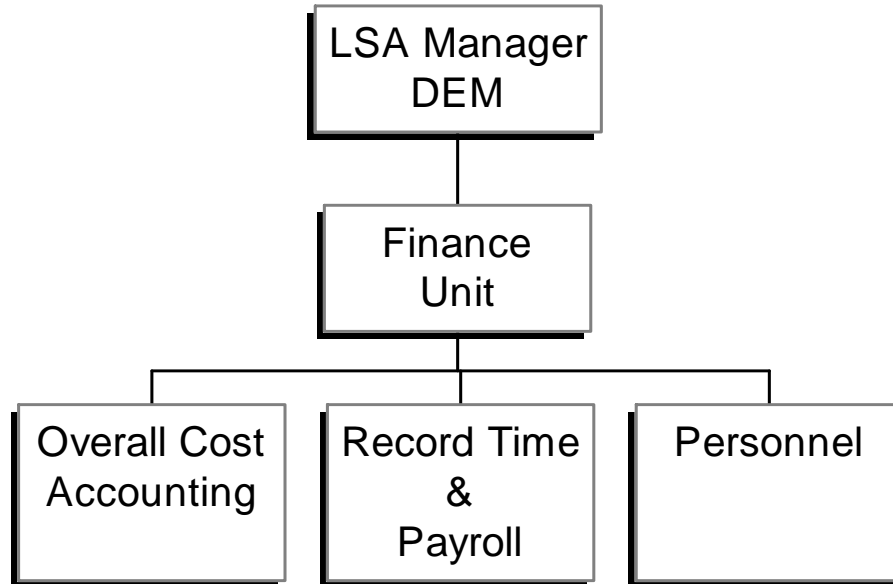 LSA Manager
DEM
Finance
Unit
Overall Cost
Accounting
Record Time
&
Payroll
Personnel